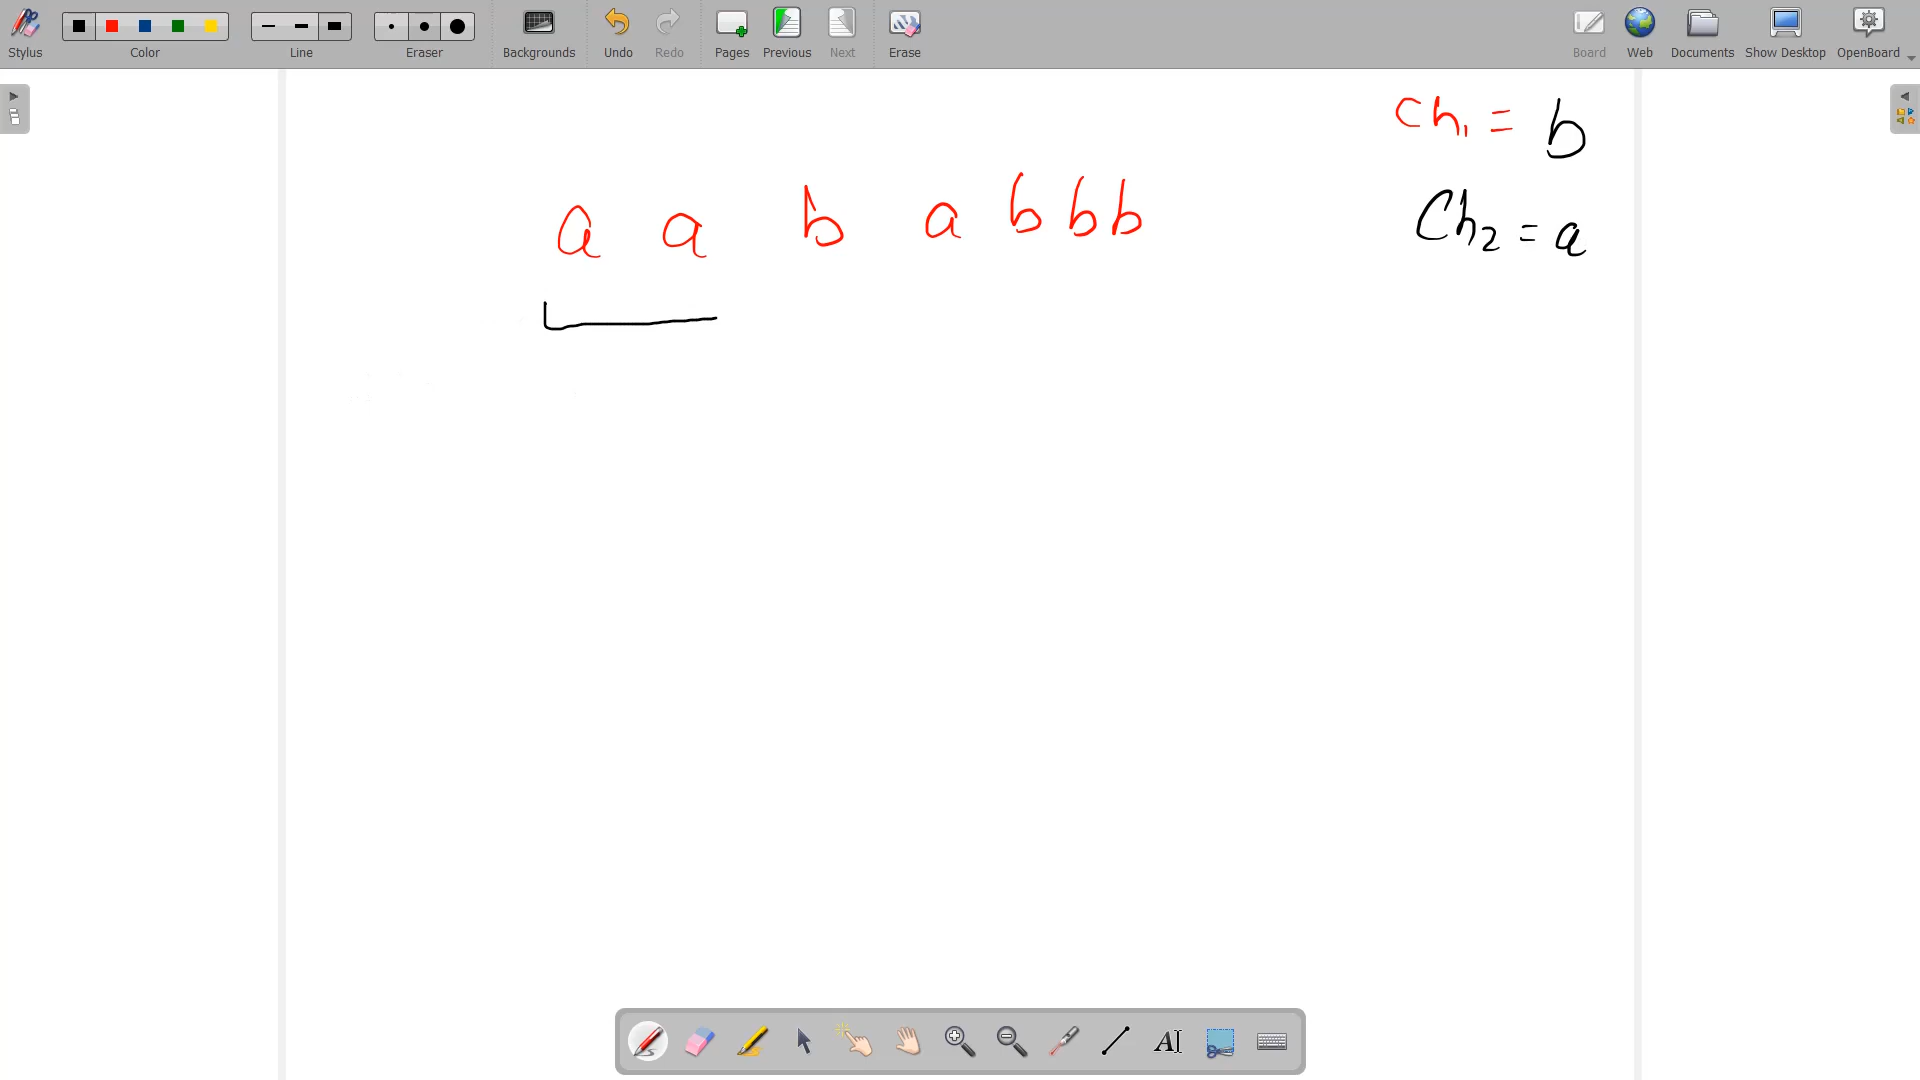 Stylus Color Line Eraser Backgrounds Undo Redo Pages Previous Next Erase Board Web Documents Show Desktop OpenBoard
Ch1 = b
a a b a b b b
Ch2 = a
AI